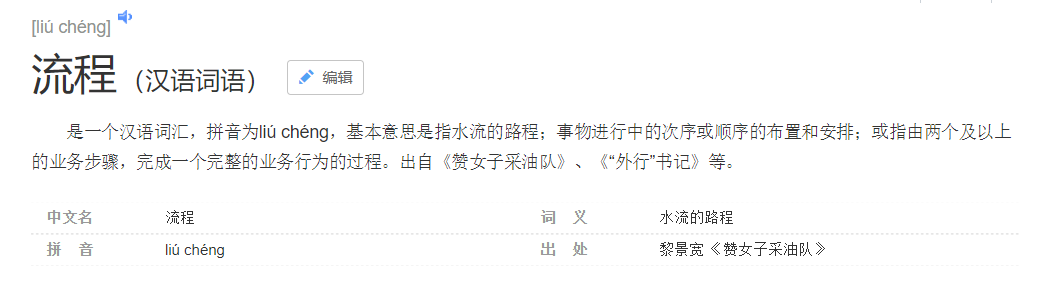 [liú chéng]
流程（汉语词语） 编辑
是一个汉语词汇，拼音为liú chéng，基本意思是指水流的路程；事物进行中的次序或顺序的布置和安排；或指由两个及以上
的业务步骤，完成一个完整的业务行为的过程。出自《赞女子采油队》、《“外行”书记》等。
中文名 流程 词 义 水流的路程
拼 音 liú chéng 出 处 黎景宽《赞女子采油队》